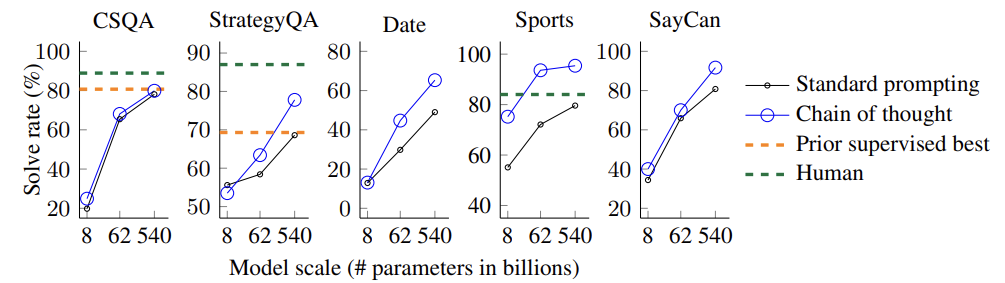 CSQA
StrategyQA
Date
Sports
SayCan
Solve rate (%)
100
80
60
40
20
8 62 540
90
80
70
60
50
8 62 540
80
60
40
20
0
8 62 540
100
80
60
40
8 62 540
100
80
60
40
20
8 62 540
Standard prompting
Chain of thought
Prior supervised best
Human
Model scale (# parameters in billions)